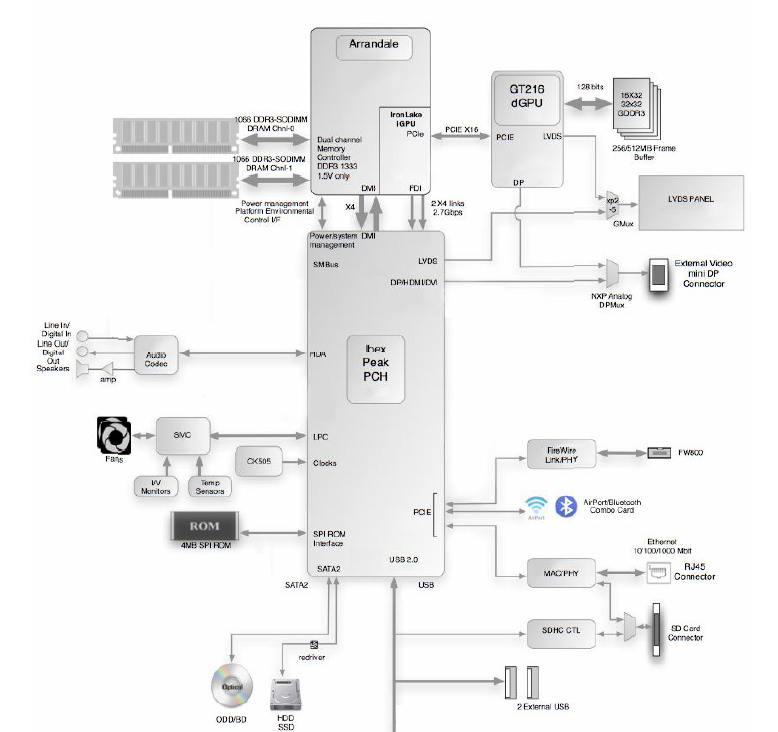 Arrandale
IronLake
iGPU
PCIe
Dual channel
Memory
Controller
DDR3 1333
1.5V only
DMI
FDI
1066 DDR3-SODIMM
DRAM Chnl-0
1066 DDR3-SODIMM
DRAM Chnl-1
PCIE X16
GT216
dGPU
PCIE
LVDS
DP
128 bits
16X32
32x32
GDDR3
256/512MB Frame
Buffer
Power management
Platform Environmental
Control I/F
X4
2 X4 links
2.7Gbps
xp2
-5
GMux
LVDS PANEL
Power/system
management
DMI
SMBus
LVDS
DP/HDMI/DVI
NXP Analog
DPMux
External Video
mini DP
Connector
Line In/
Digital In
Line Out/
Digital
Out
Speakers
amp
Audio
Codec
HDA
Ibex
Peak
PCH
Fans
SMC
LPC
I/V
Monitors
Temp
Sensors
CK505
Clocks
FireWire
Link/PHY
FW800
PCIE
AirPort
AirPort/Bluetooth
Combo Card
ROM
4MB SPI ROM
SPI ROM
Interface
USB 2.0
SATA2
SATA2
USB
MAC/PHY
Ethernet
10/100/1000 Mbit
RJ45
Connector
SDHC CTL
SD Card
Connector
redriver
Optical
ODD/BD
HDD
SSD
2 External USB